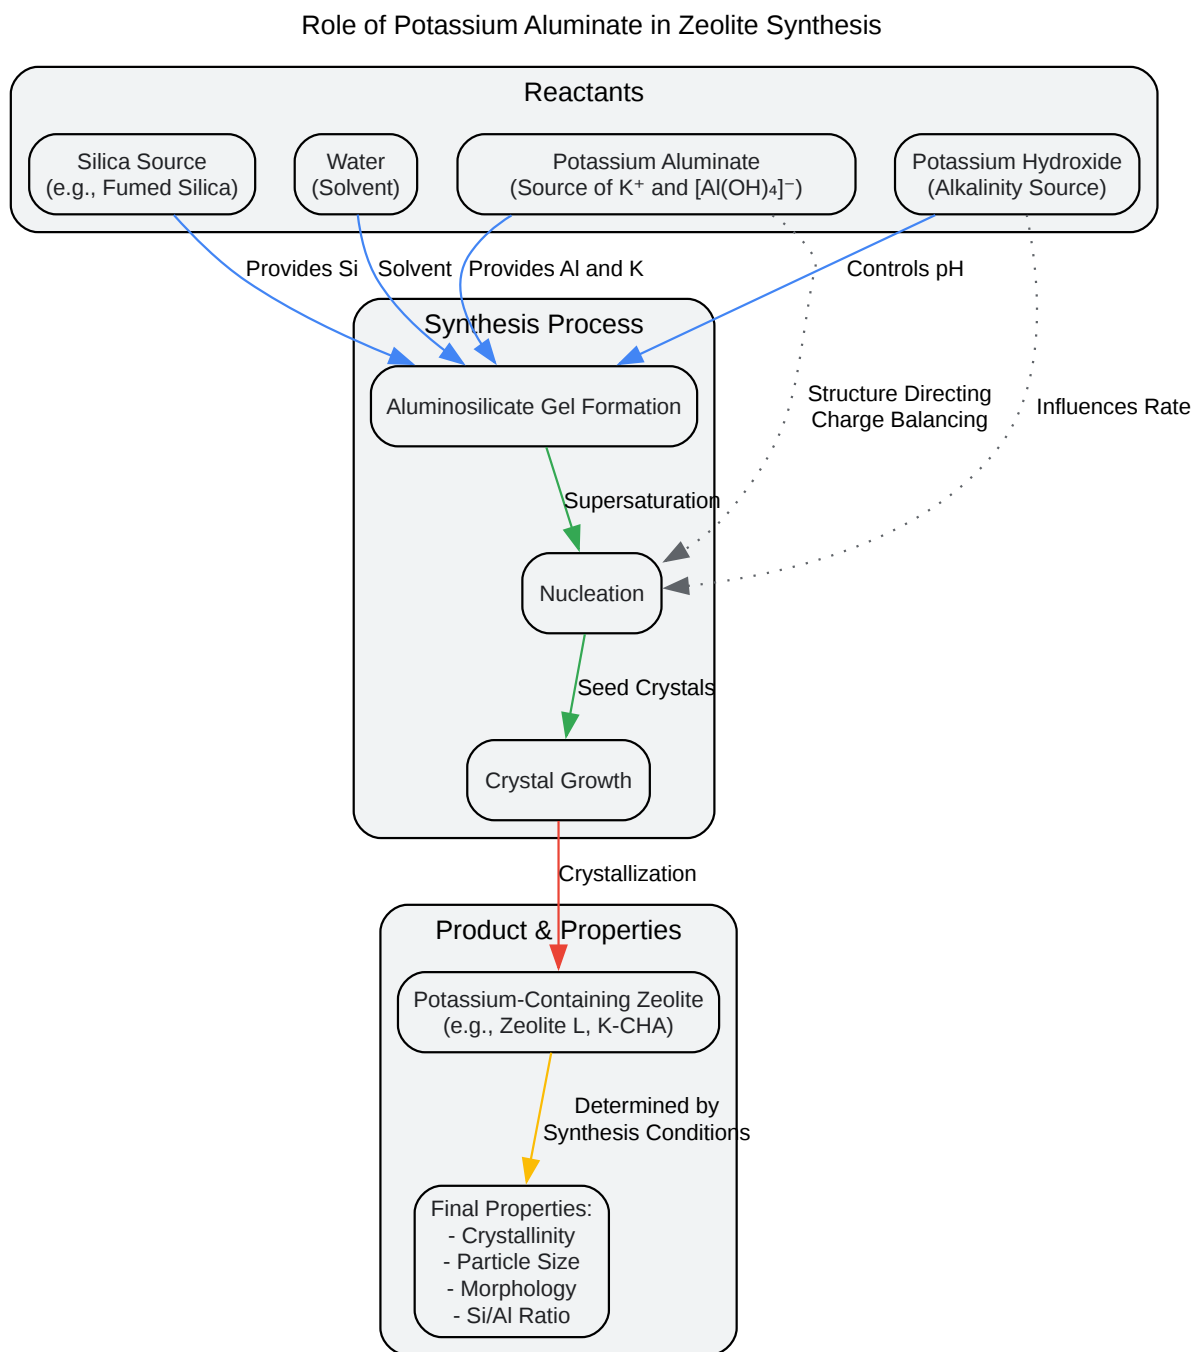 Role of Potassium Aluminate in Zeolite Synthesis
Reactants
Silica Source
(e.g., Fumed Silica)
Water
(Solvent)
Potassium Aluminate
(Source of K⁺ and [Al(OH)₄]⁻)
Potassium Hydroxide
(Alkalinity Source)
Provides Si
Solvent
Provides Al and K
Controls pH
Synthesis Process
Aluminosilicate Gel Formation
Structure Directing
Charge Balancing
Influences Rate
Supersaturation
Nucleation
Seed Crystals
Crystal Growth
Crystallization
Product & Properties
Potassium-Containing Zeolite
(e.g., Zeolite L, K-CHA)
Determined by
Synthesis Conditions
Final Properties:
- Crystallinity
- Particle Size
- Morphology
- Si/Al Ratio